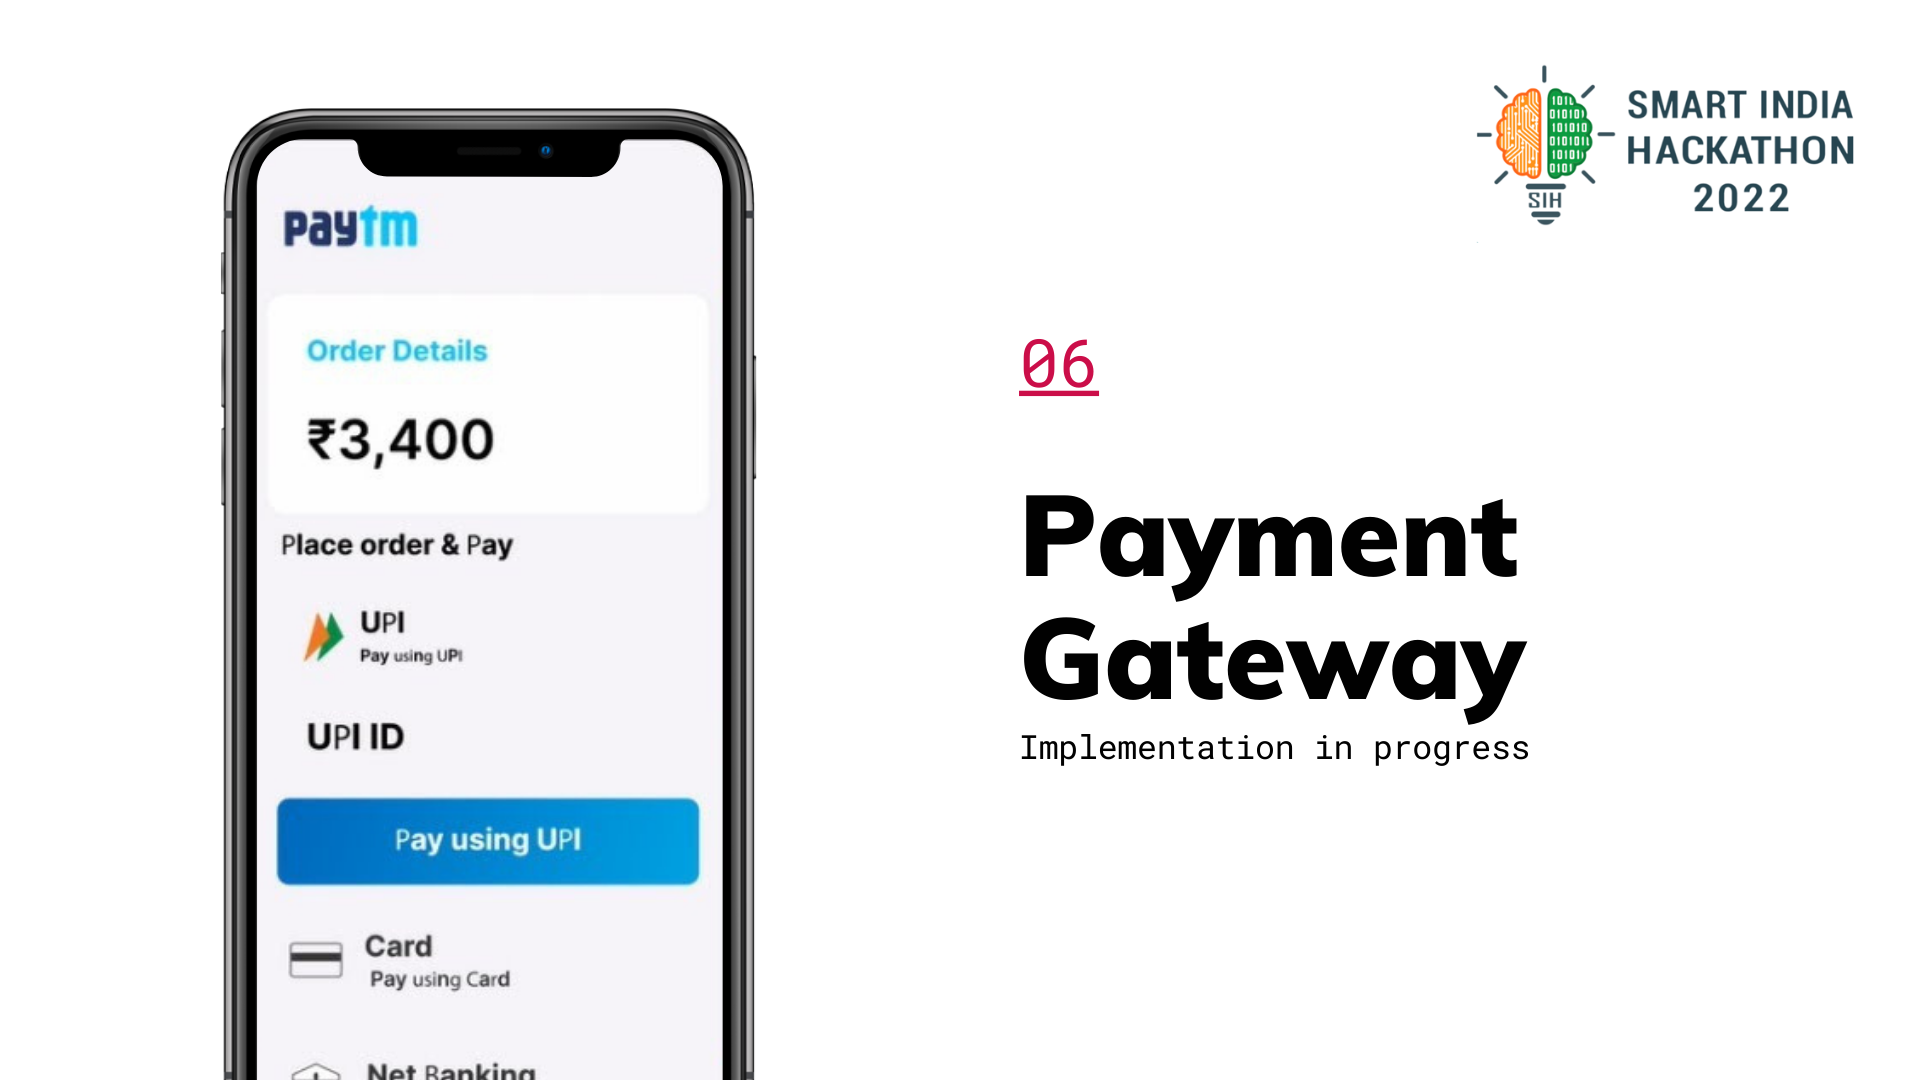 paytm
Order Details
₹3,400
Place order & Pay
UPI
Pay using UPI
UPI ID
Pay using UPI
Card
Pay using Card
Net Banking
SMART INDIA
HACKATHON
2022
SIH
06
Payment
Gateway
Implementation in progress